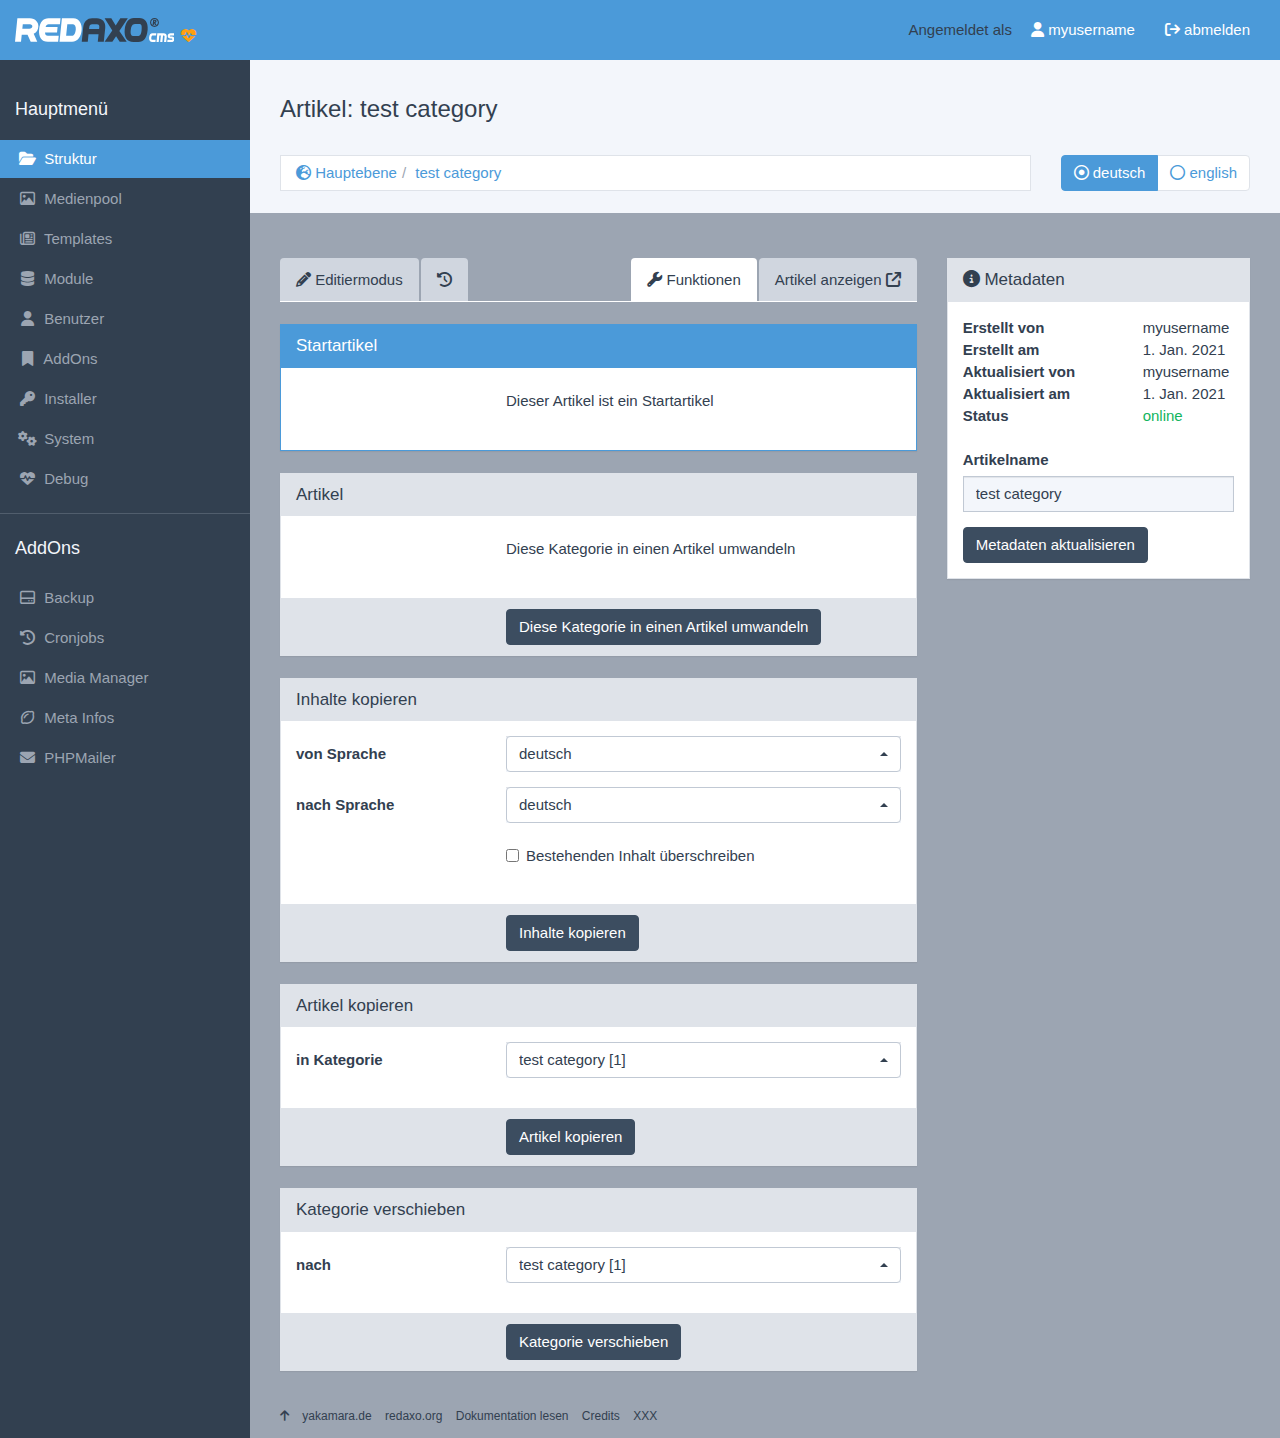 REDAXO® cms
Angemeldet als myusername abmelden
Hauptmenü
Struktur
Medienpool
Templates
Module
Benutzer
AddOns
Installer
System
Debug
AddOns
Backup
Cronjobs
Media Manager
Meta Infos
PHPMailer
Artikel: test category
Hauptebene / test category
deutsch english
Editiermodus
Funktionen Artikel anzeigen
Startartikel
Dieser Artikel ist ein Startartikel
Artikel
Diese Kategorie in einen Artikel umwandeln
Diese Kategorie in einen Artikel umwandeln
Inhalte kopieren
von Sprache deutsch
nach Sprache deutsch
Bestehenden Inhalt überschreiben
Inhalte kopieren
Artikel kopieren
in Kategorie test category [1]
Artikel kopieren
Kategorie verschieben
nach test category [1]
Kategorie verschieben
Metadaten
Erstellt von myusername
Erstellt am 1. Jan. 2021
Aktualisiert von myusername
Aktualisiert am 1. Jan. 2021
Status online
Artikelname
test category
Metadaten aktualisieren
yakamara.de redaxo.org Dokumentation lesen Credits XXX